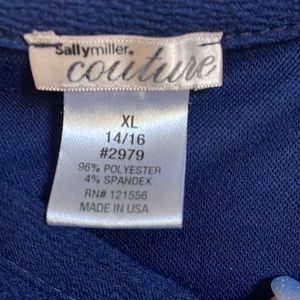 Sallymiller®
couture
XL
14/16
#2979
96% POLYESTER
4% SPANDEX
RN# 121556
MADE IN USA